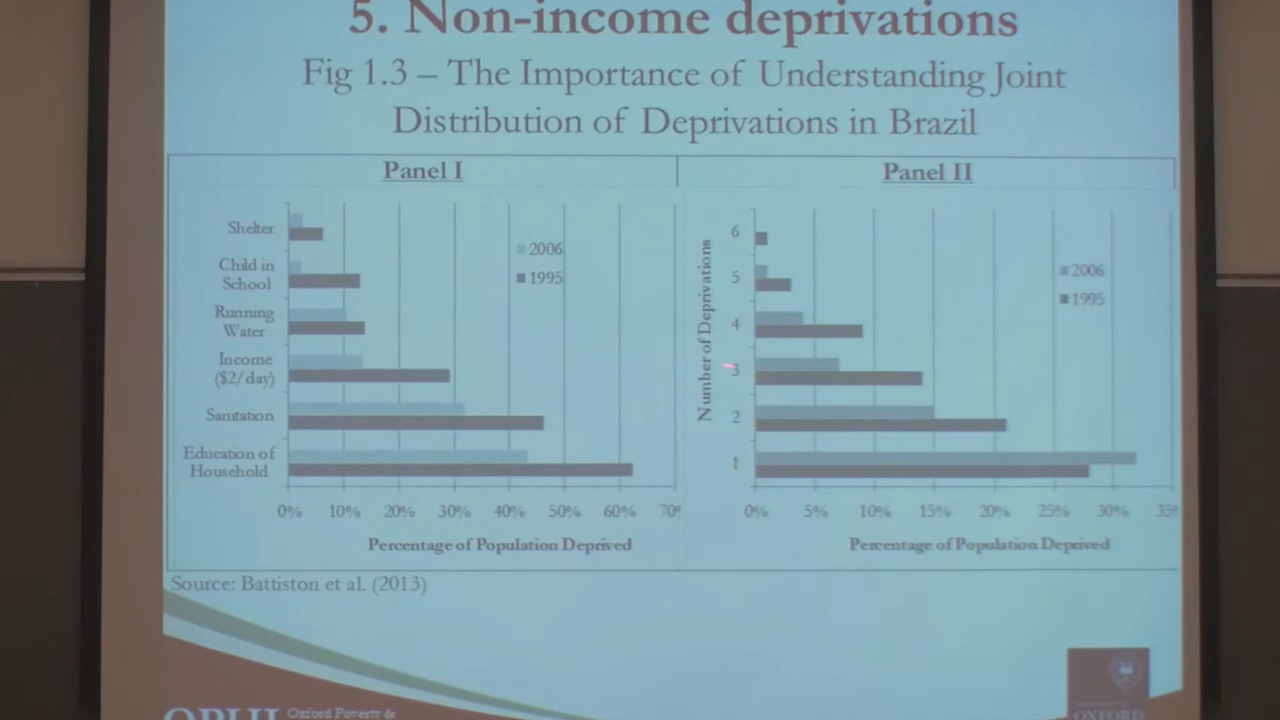 5. Non-income deprivations
Fig 1.3 – The Importance of Understanding Joint
Distribution of Deprivations in Brazil
Panel I
Shelter
Child in
School
Running
Water
Income
($2/day)
Sanitation
Education of
Household
2006
1995
0% 10% 20% 30% 40% 50% 60%
Percentage of Population Deprived
Panel II
Number of Deprivations
6
5
4
3
2
1
2006
1995
0% 5% 10% 15% 20% 25% 30%
Percentage of Population Deprived
Source: Battiston et al. (2013)
OPHI
Oxford Poverty &
OXFORD